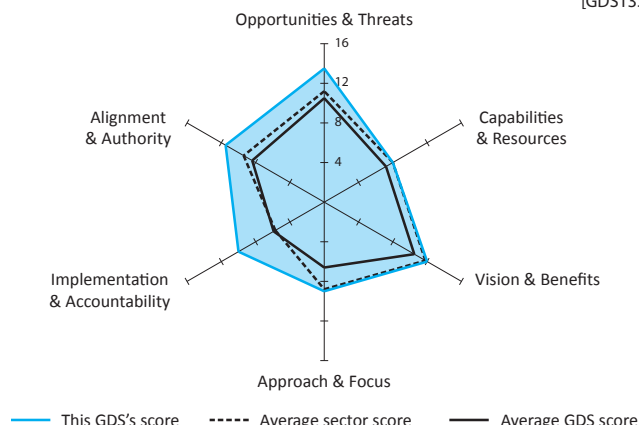 [GDS13.
Opportunities & Threats
16
12
8
4
Alignment
& Authority
Capabilities
& Resources
Implementation
& Accountability
Vision & Benefits
Approach & Focus
This GDS's score
Average sector score
Average GDS score